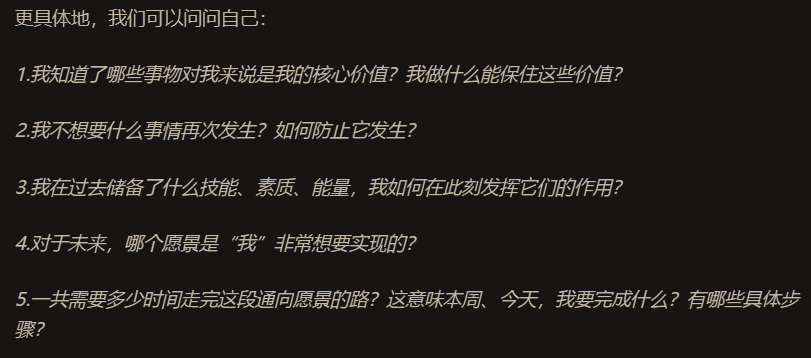 更具体地，我们可以问问自己：
1.我知道了哪些事物对我来说是我的核心价值？我做什么能保住这些价值？
2.我不想要什么事情再次发生？如何防止它发生？
3.我在过去储备了什么技能、素质、能量，我如何在此刻发挥它们的作用？
4.对于未来，哪个愿景是“我”非常想要实现的？
5.一共需要多少时间走完这段通向愿景的路？这意味本周、今天，我要完成什么？有哪些具体步
骤？